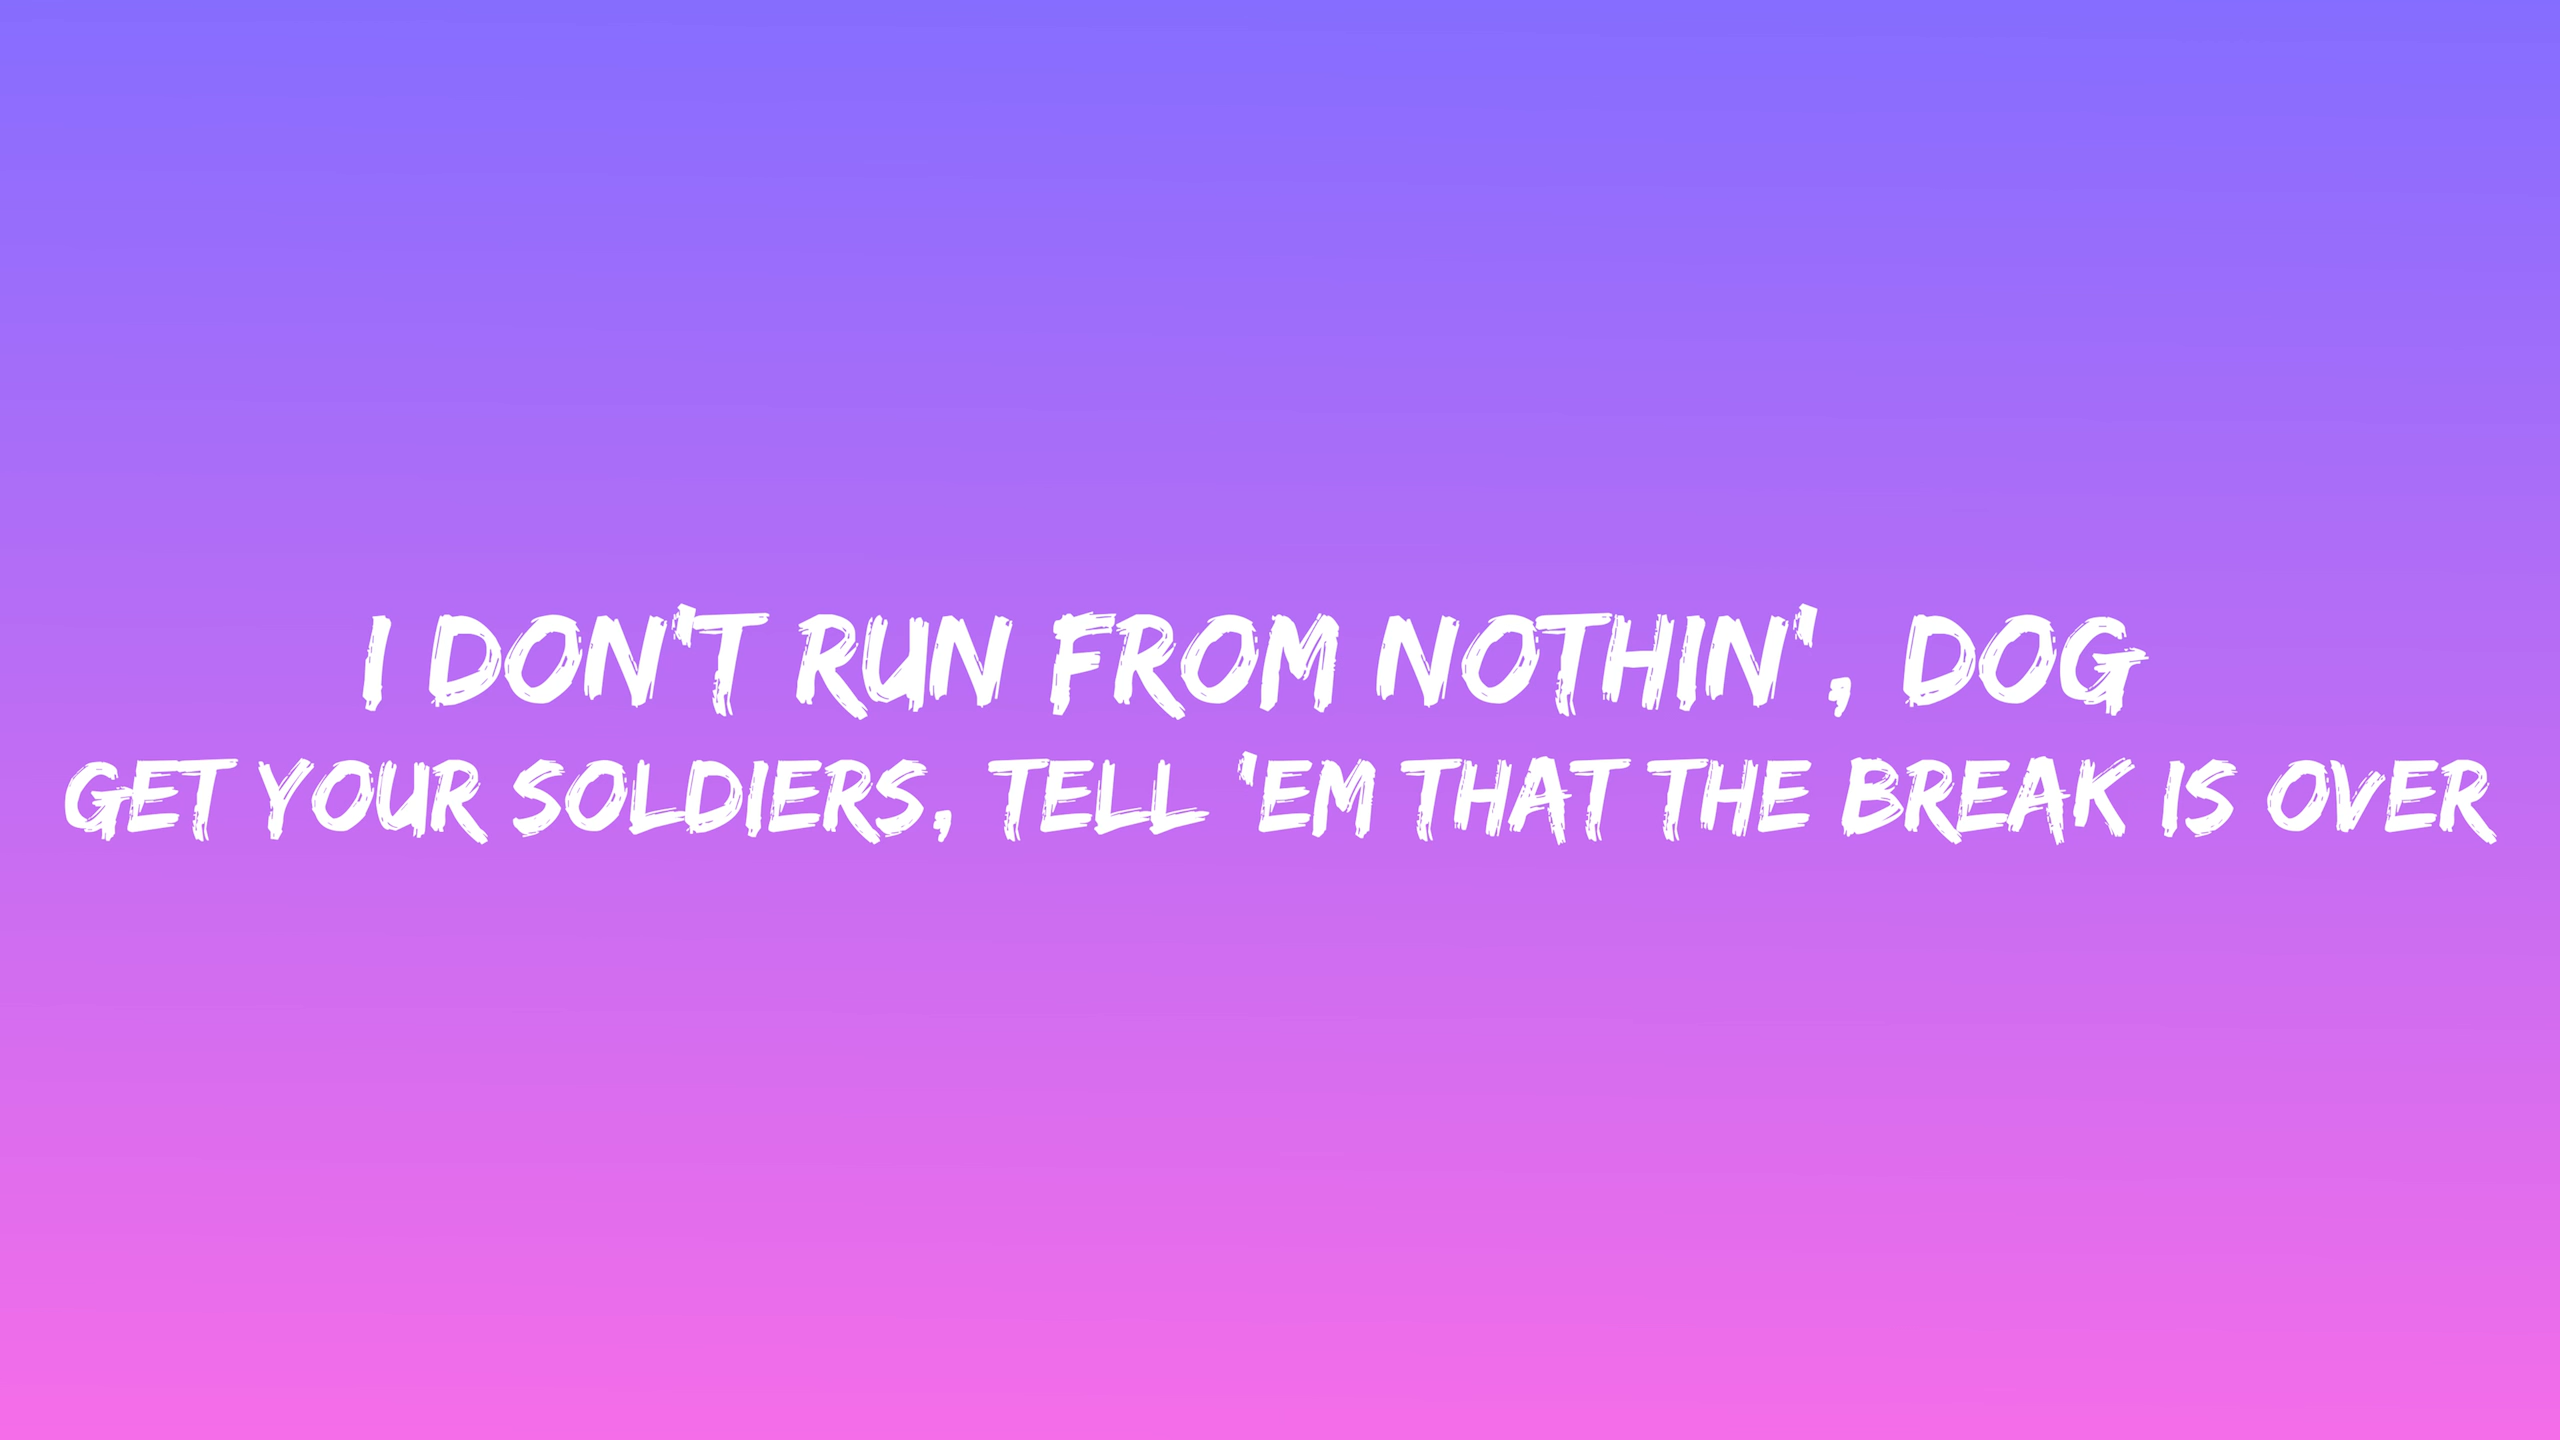 I DON'T RUN FROM NOTHIN', DOG
GET YOUR SOLDIERS, TELL 'EM THAT THE BREAK IS OVER